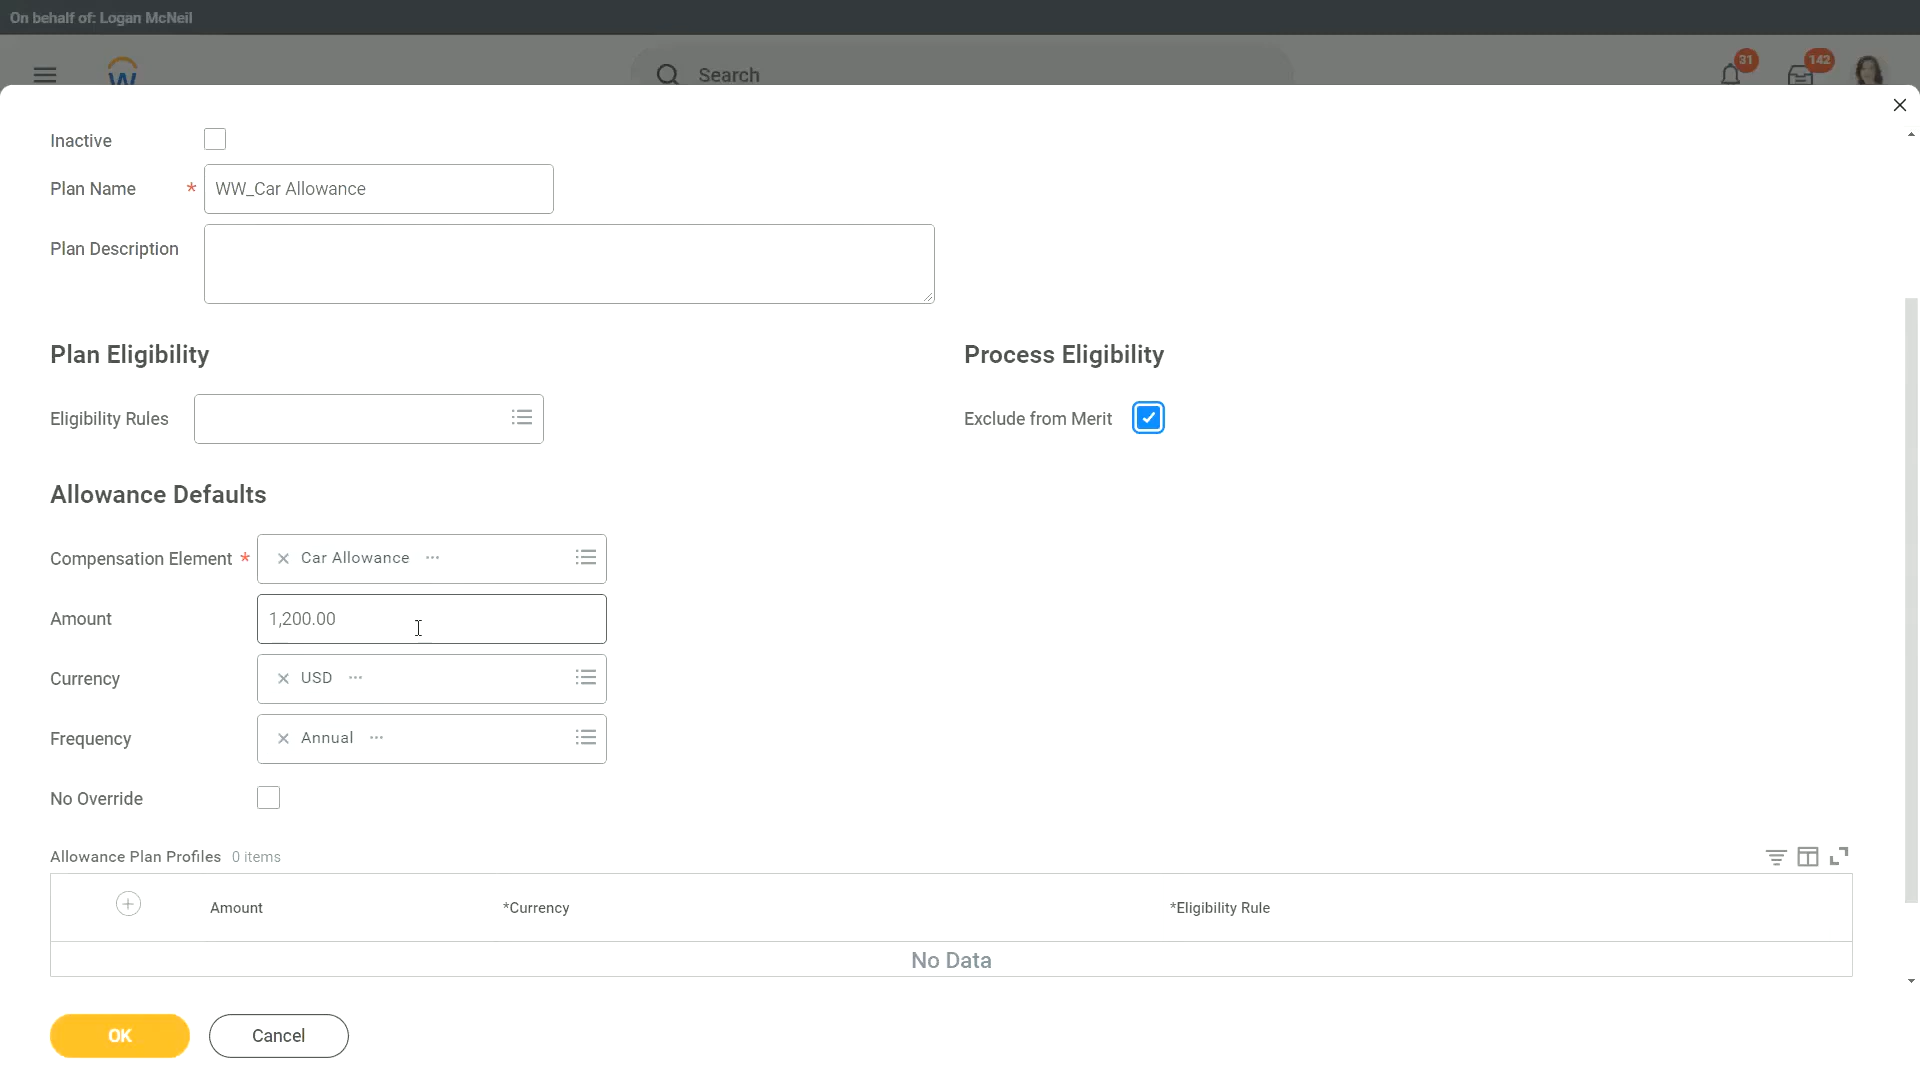 On behalf of: Logan McNeil
W Search 31 142
Inactive
Plan Name * WW_Car Allowance
Plan Description
Plan Eligibility
Process Eligibility
Eligibility Rules
Exclude from Merit
Allowance Defaults
Compensation Element * Car Allowance
Amount 1,200.00
Currency USD
Frequency Annual
No Override
Allowance Plan Profiles 0 items
Amount *Currency *Eligibility Rule
No Data
OK Cancel